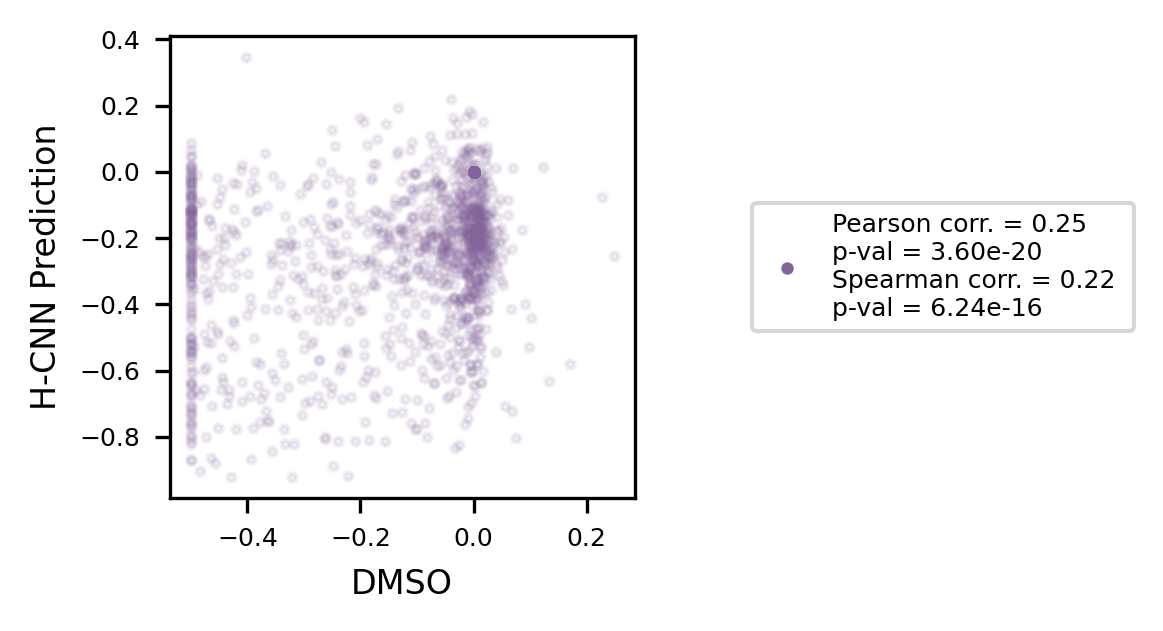 0.4
0.2
0.0
−0.2
−0.4
−0.6
−0.8
H-CNN Prediction
−0.4
−0.2
0.0
0.2
DMSO
Pearson corr. = 0.25
p-val = 3.60e-20
Spearman corr. = 0.22
p-val = 6.24e-16